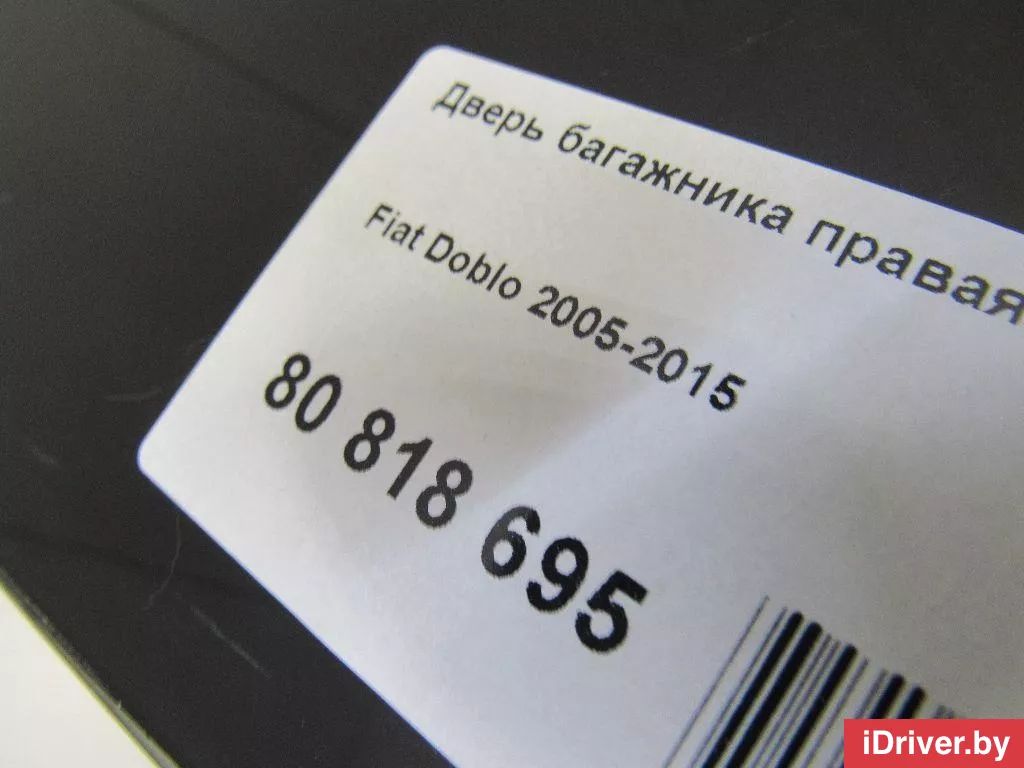 Дверь багажника правая
Fiat Doblo 2005-2015
80 818 695
iDriver.by